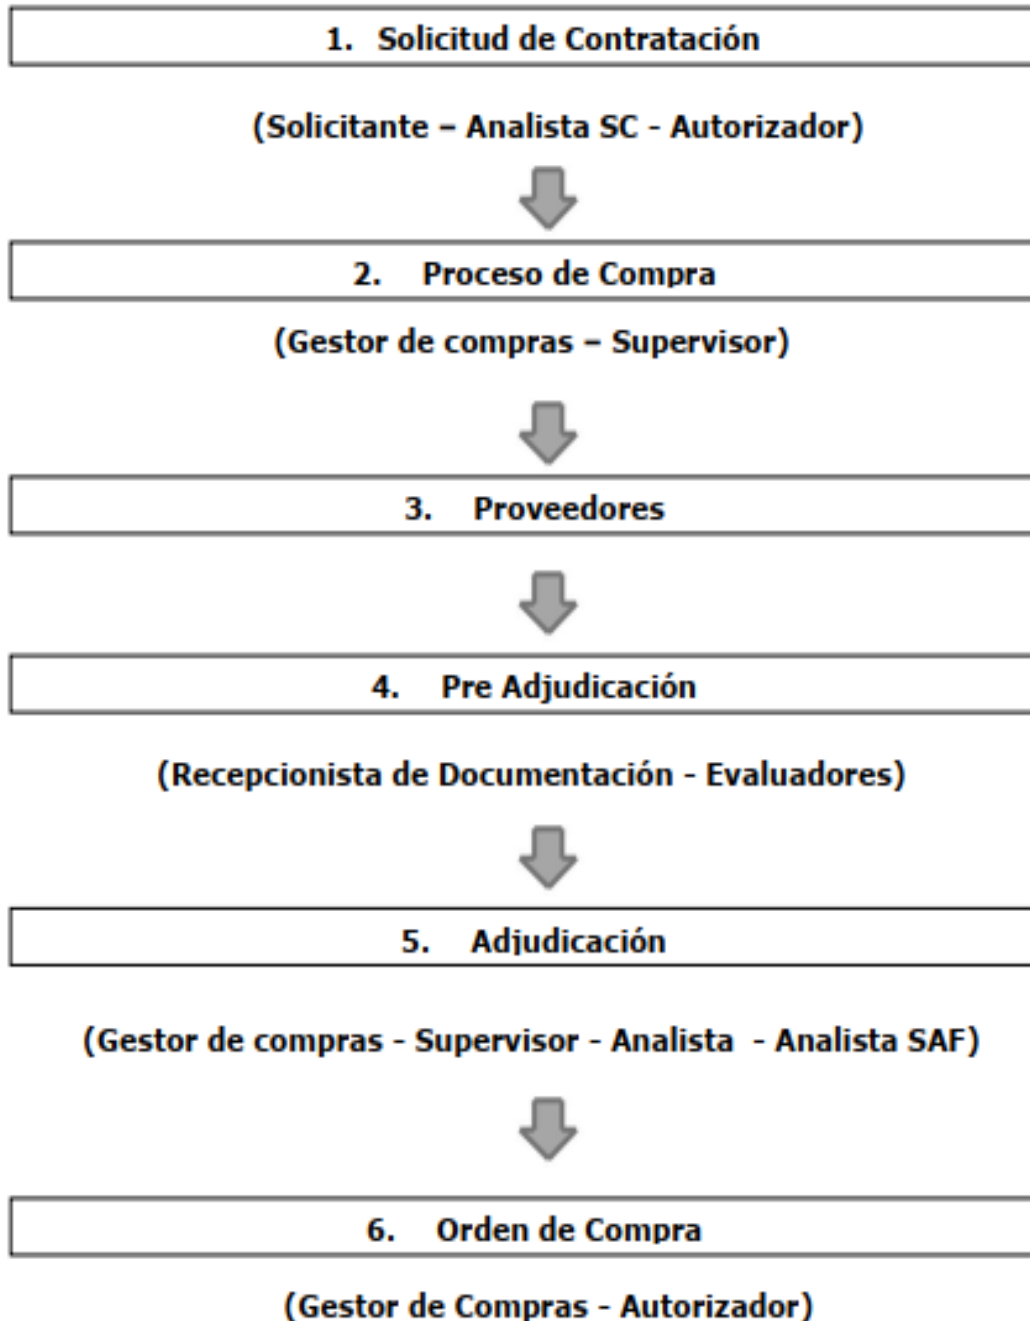 1. Solicitud de Contratación
(Solicitante – Analista SC - Autorizador)
2. Proceso de Compra
(Gestor de compras – Supervisor)
3. Proveedores
4. Pre Adjudicación
(Recepcionista de Documentación - Evaluadores)
5. Adjudicación
(Gestor de compras - Supervisor - Analista - Analista SAF)
6. Orden de Compra
(Gestor de Compras - Autorizador)